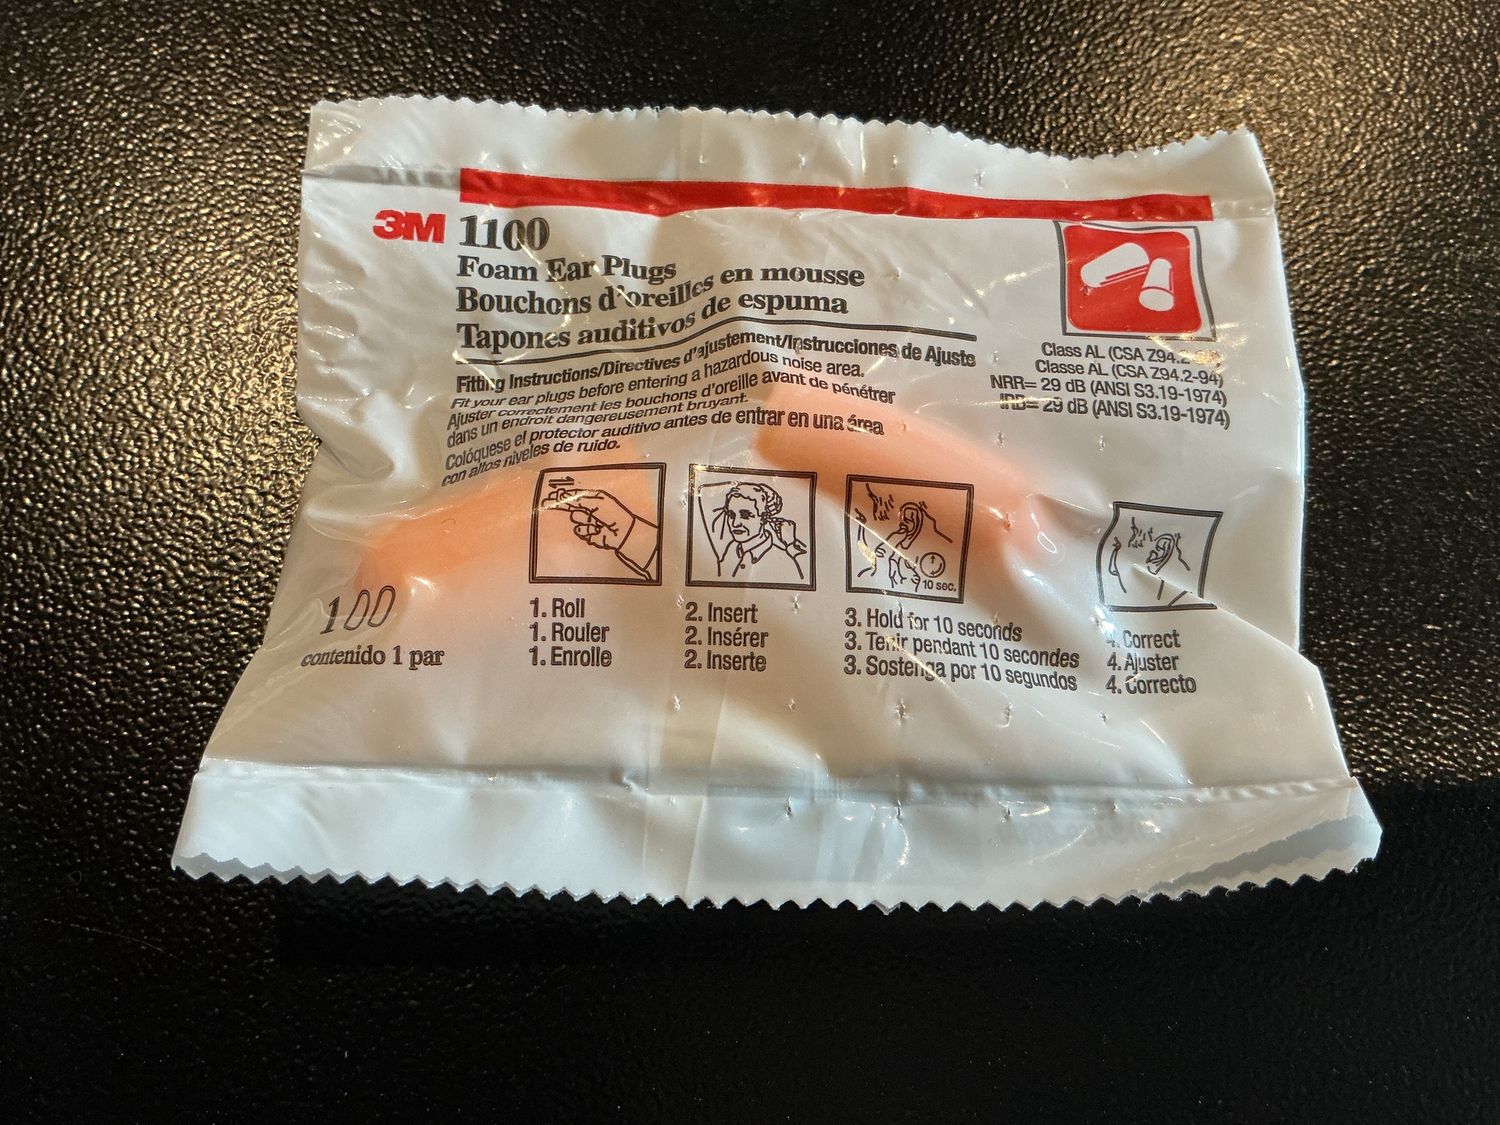 3M 1100
Foam Ear Plugs
Bouchons d'oreilles en mousse
Tapones auditivos de espuma
Fitting Instructions/Directives d'ajustement/Instrucciones de Ajuste
Fit your ear plugs before entering a hazardous noise area.
Ajuster correctement les bouchons d'oreille avant de pénétrer
dans un endroit dangereusement bruyant.
Colóquese el protector auditivo antes de entrar en una área
con altos niveles de ruido.
Class AL (CSA Z94.2-94)
Classe AL (CSA Z94.2-94)
NRR= 29 dB (ANSI S3.19-1974)
IRB= 29 dB (ANSI S3.19-1974)
10 sec.
100
contenido 1 par
1. Roll
1. Rouler
1. Enrolle
2. Insert
2. Insérer
2. Inserte
3. Hold for 10 seconds
3. Tenir pendant 10 secondes
3. Sostenga por 10 segundos
4. Correct
4. Ajuster
4. Correcto